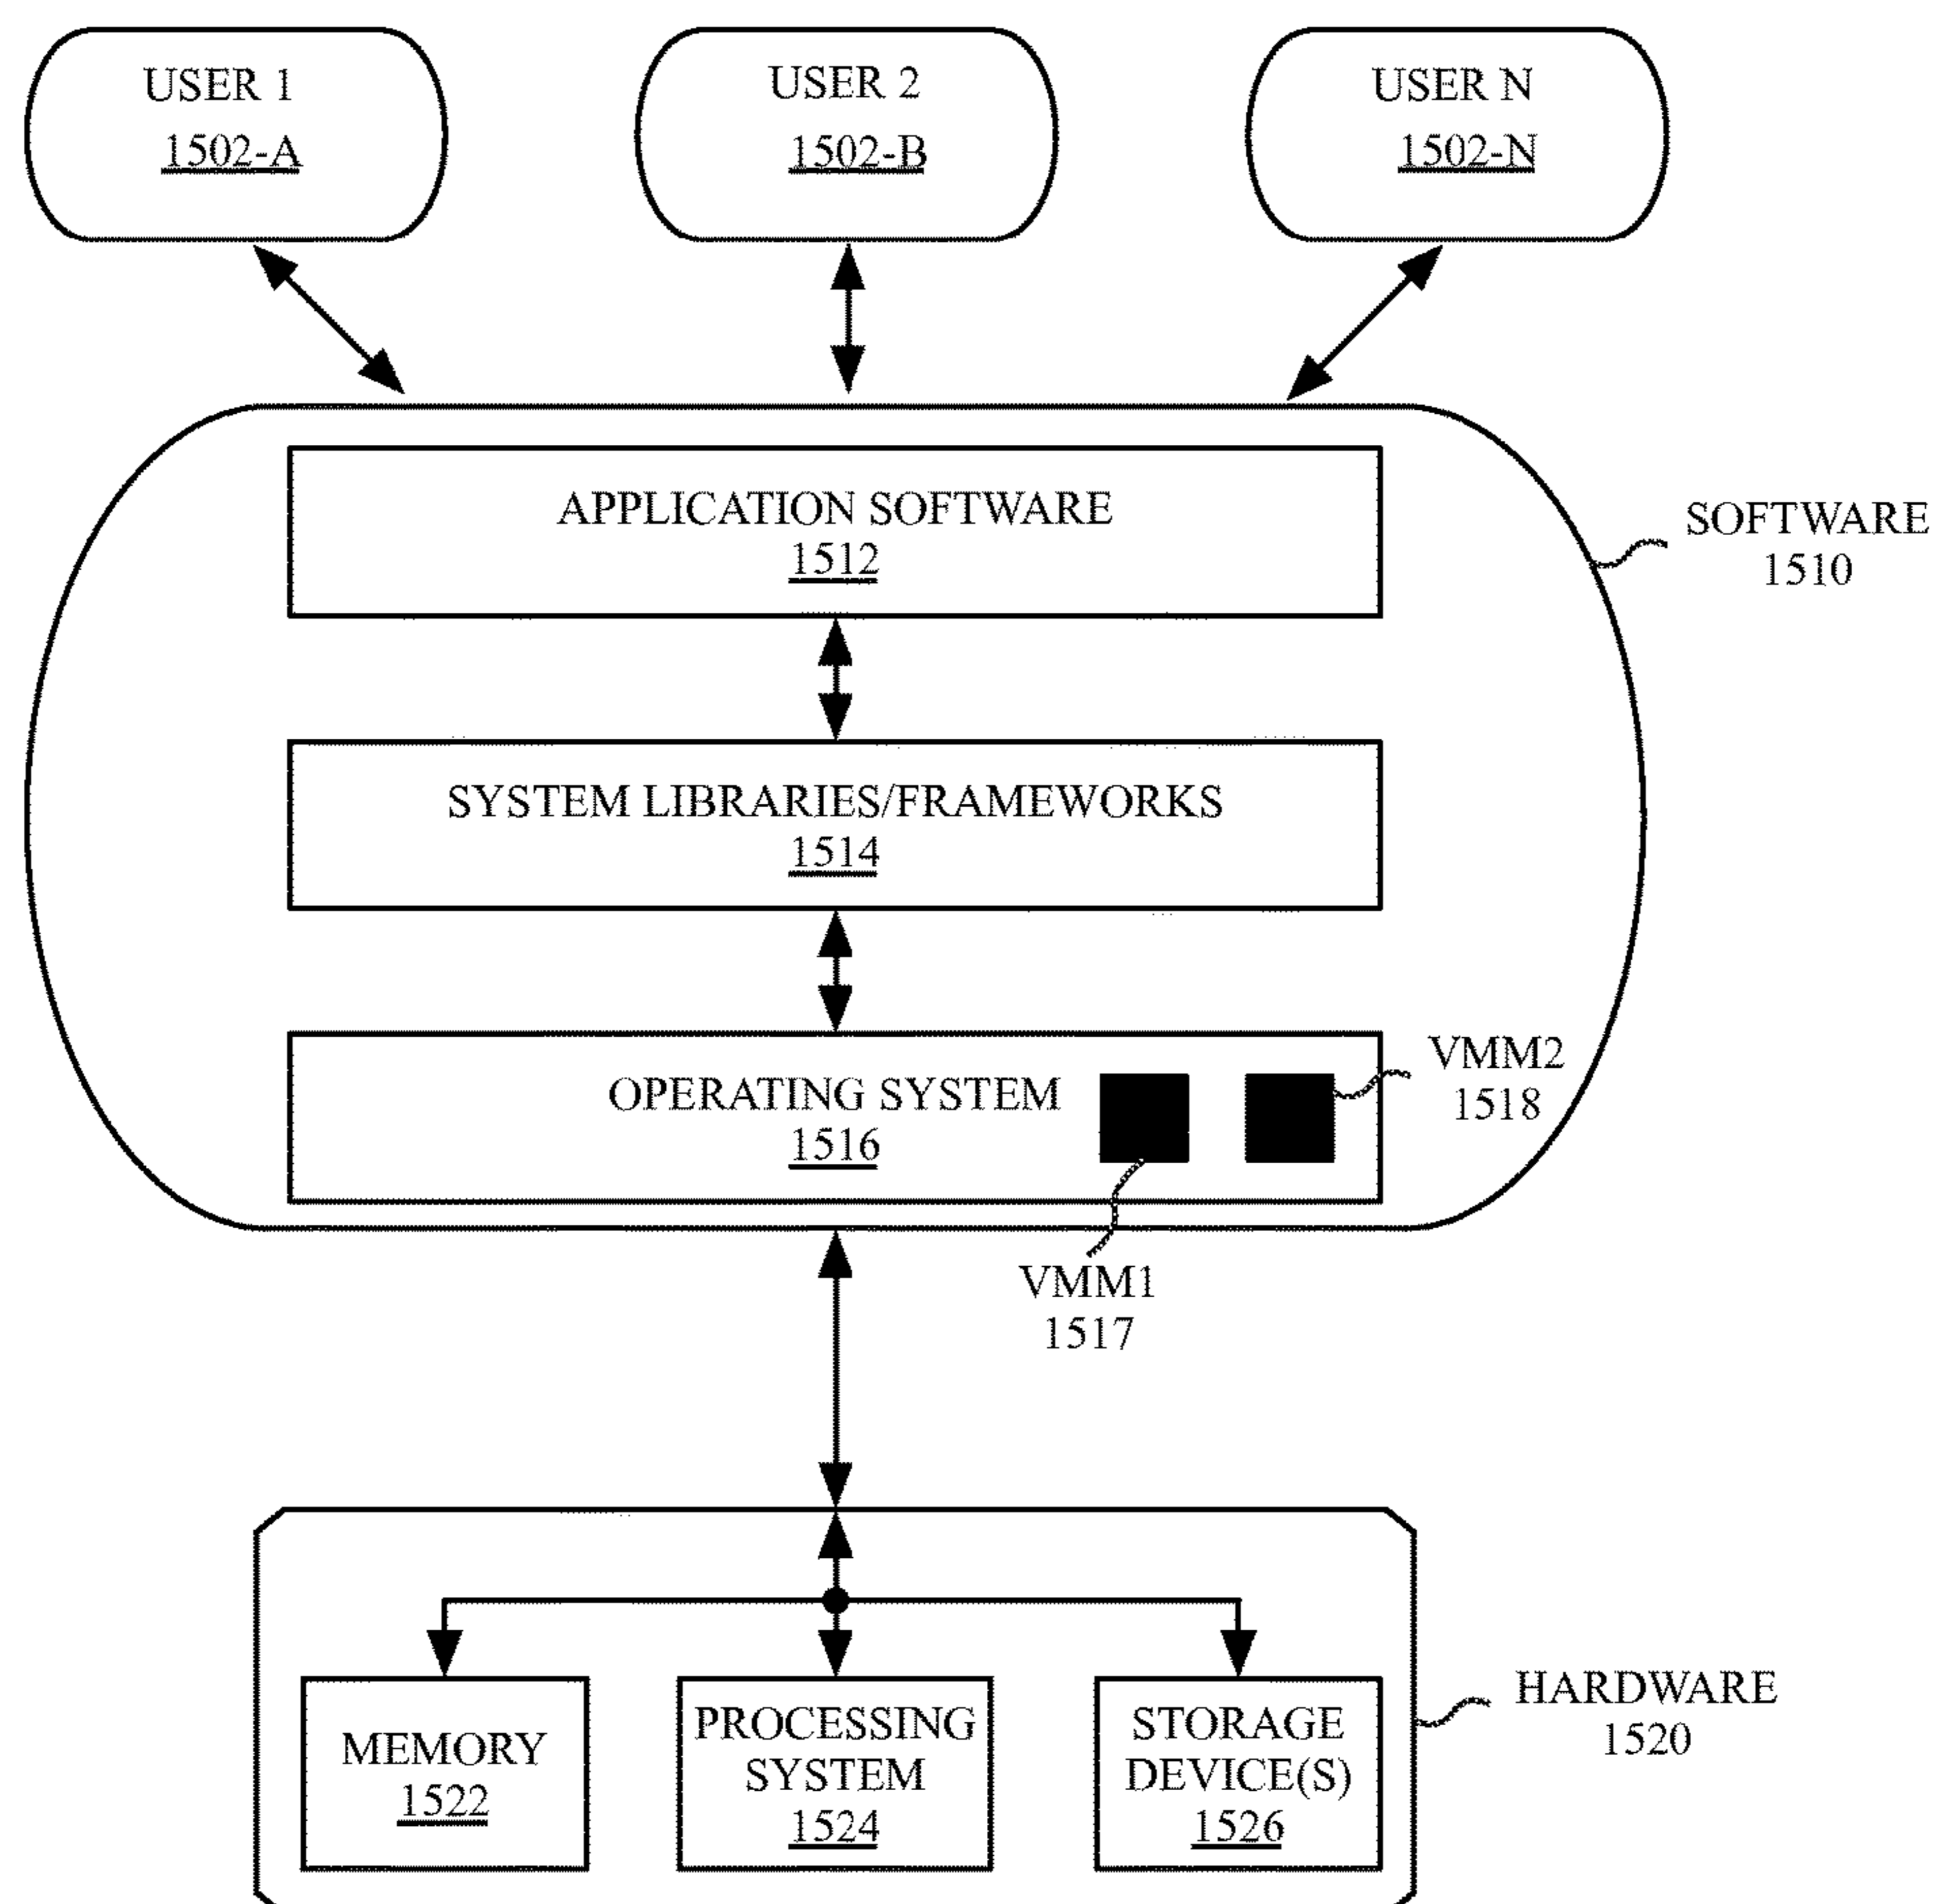 USER 1
1502-A
USER 2
1502-B
USER N
1502-N
APPLICATION SOFTWARE
1512
SOFTWARE
1510
SYSTEM LIBRARIES/FRAMEWORKS
1514
OPERATING SYSTEM
1516
VMM2
1518
VMM1
1517
MEMORY
1522
PROCESSING
SYSTEM
1524
STORAGE
DEVICE(S)
1526
HARDWARE
1520